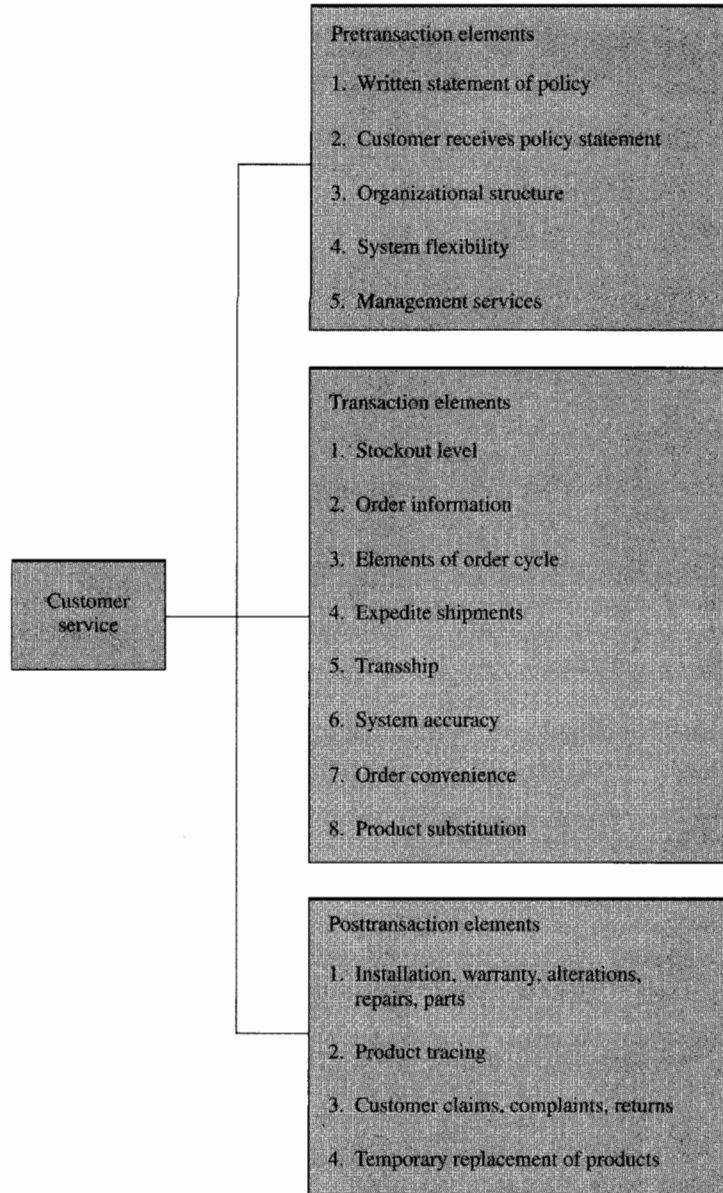 Customer
service
Pretransaction elements
1. Written statement of policy
2. Customer receives policy statement
3. Organizational structure
4. System flexibility
5. Management services
Transaction elements
1. Stockout level
2. Order information
3. Elements of order cycle
4. Expedite shipments
5. Transship
6. System accuracy
7. Order convenience
8. Product substitution
Posttransaction elements
1. Installation, warranty, alterations,
repairs, parts
2. Product tracing
3. Customer claims, complaints, returns
4. Temporary replacement of products